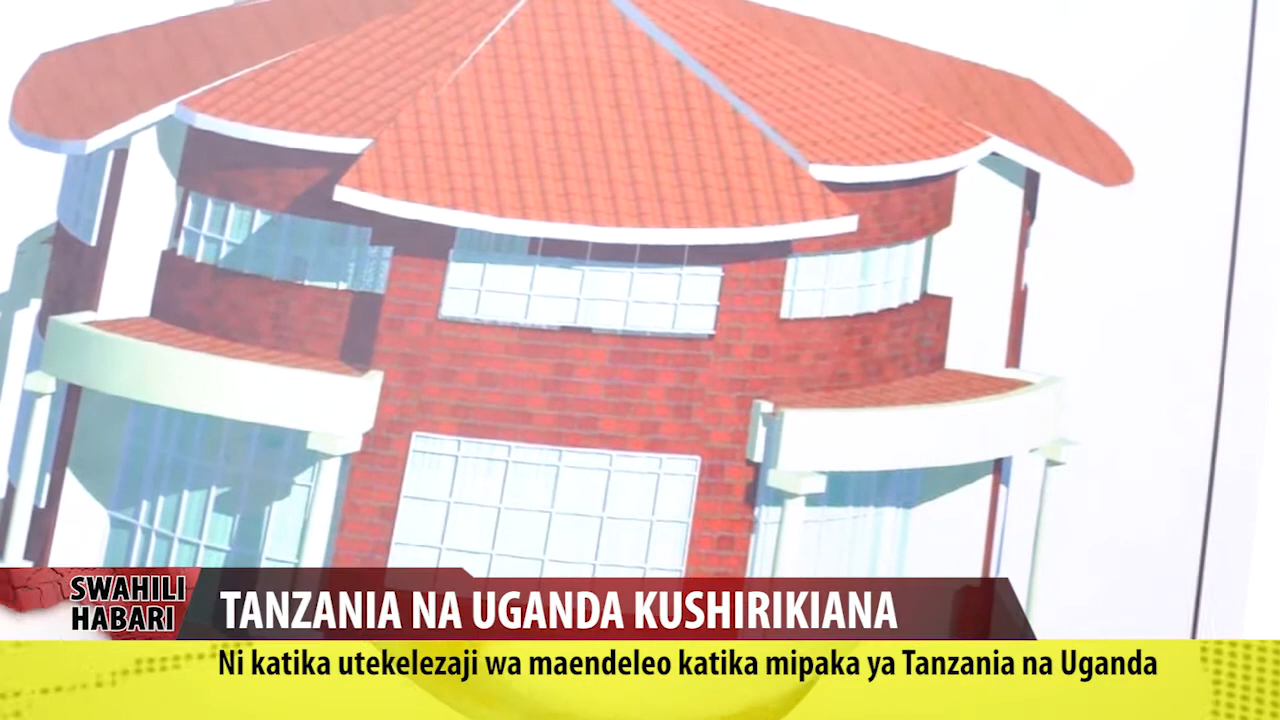 SWAHILI
HABARI
TANZANIA NA UGANDA KUSHIRIKIANA
Ni katika utekelezaji wa maendeleo katika mipaka ya Tanzania na Uganda